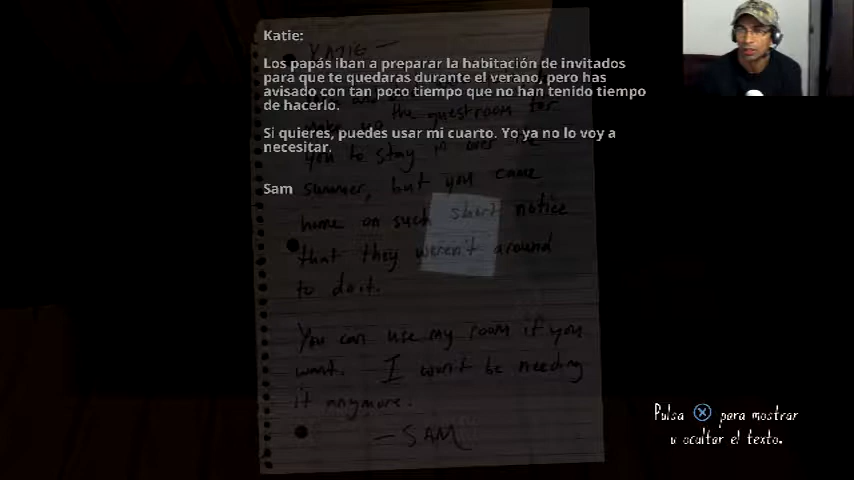 Katie:
Los papás iban a preparar la habitación de invitados
para que te quedaras durante el verano, pero has
avisado con tan poco tiempo que no han tenido tiempo
de hacerlo.
Si quieres, puedes usar mi cuarto. Yo ya no lo voy a
necesitar.
Sam
KATIE —
the guestroom for
you to stay in over the
summer, but you came
home on such short notice
that they weren't around
to do it.
You can use my room if you
want. I won't be needing
it anymore.
— SAM
Pulsa X para mostrar
u ocultar el texto.